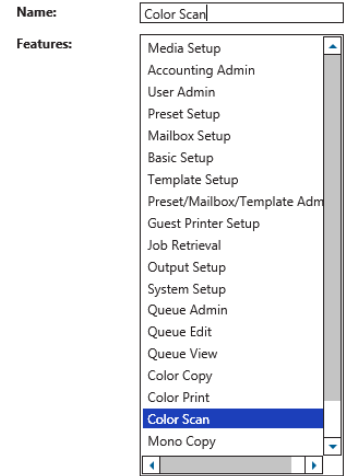 Name: Color Scan
Features:
Media Setup
Accounting Admin
User Admin
Preset Setup
Mailbox Setup
Basic Setup
Template Setup
Preset/Mailbox/Template Adm
Guest Printer Setup
Job Retrieval
Output Setup
System Setup
Queue Admin
Queue Edit
Queue View
Color Copy
Color Print
Color Scan
Mono Copy